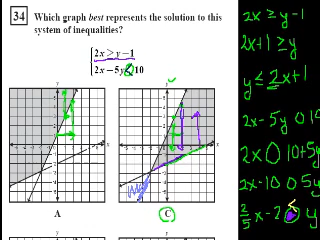 34 Which graph best represents the solution to this
system of inequalities?
2x > y – 1
2x – 5y ≤ 10
A
C
2x ≥ y-1
2x+1 ≥ y
y ≤ 2x+1
2x - 5y 10
2x 10+5y
2x-10 5y
2/5 x - 2 < y